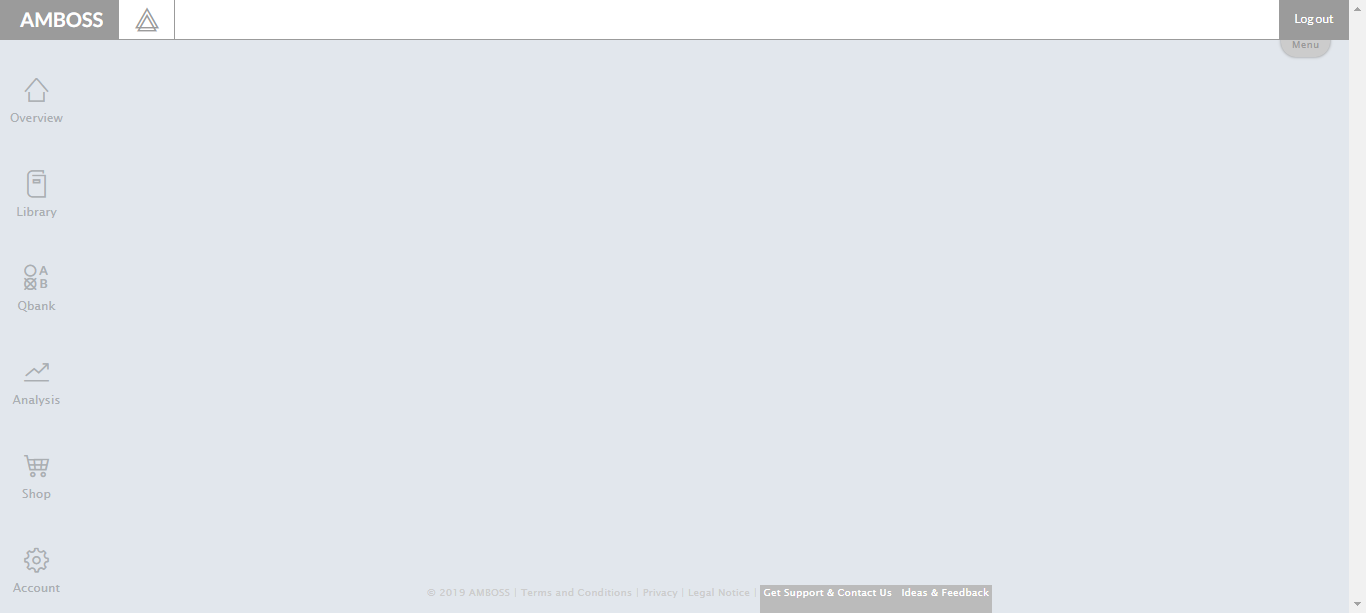 AMBOSS
Log out
Menu
Overview
Library
A
B
Qbank
Analysis
Shop
Account
© 2019 AMBOSS | Terms and Conditions | Privacy | Legal Notice | Get Support & Contact Us Ideas & Feedback